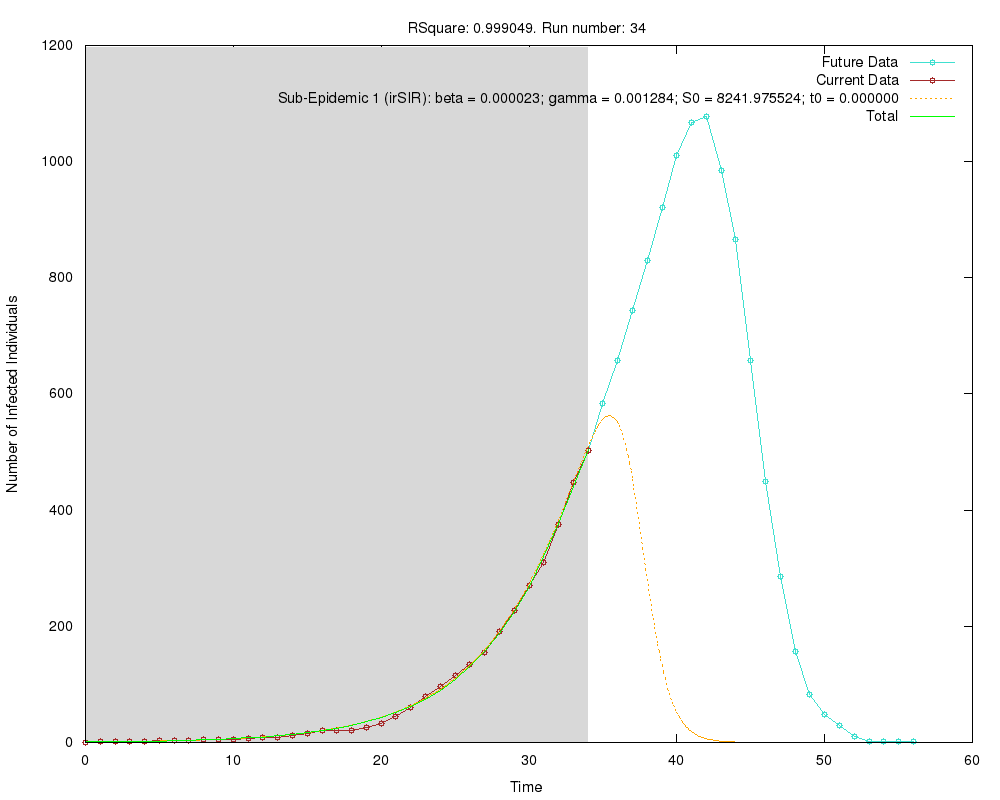 RSquare: 0.999049. Run number: 34
Future Data
Current Data
Sub-Epidemic 1 (irSIR): beta = 0.000023; gamma = 0.001284; S0 = 8241.975524; t0 = 0.000000
Total
1200
1000
800
600
400
200
0
Number of Infected Individuals
0 10 20 30 40 50 60
Time